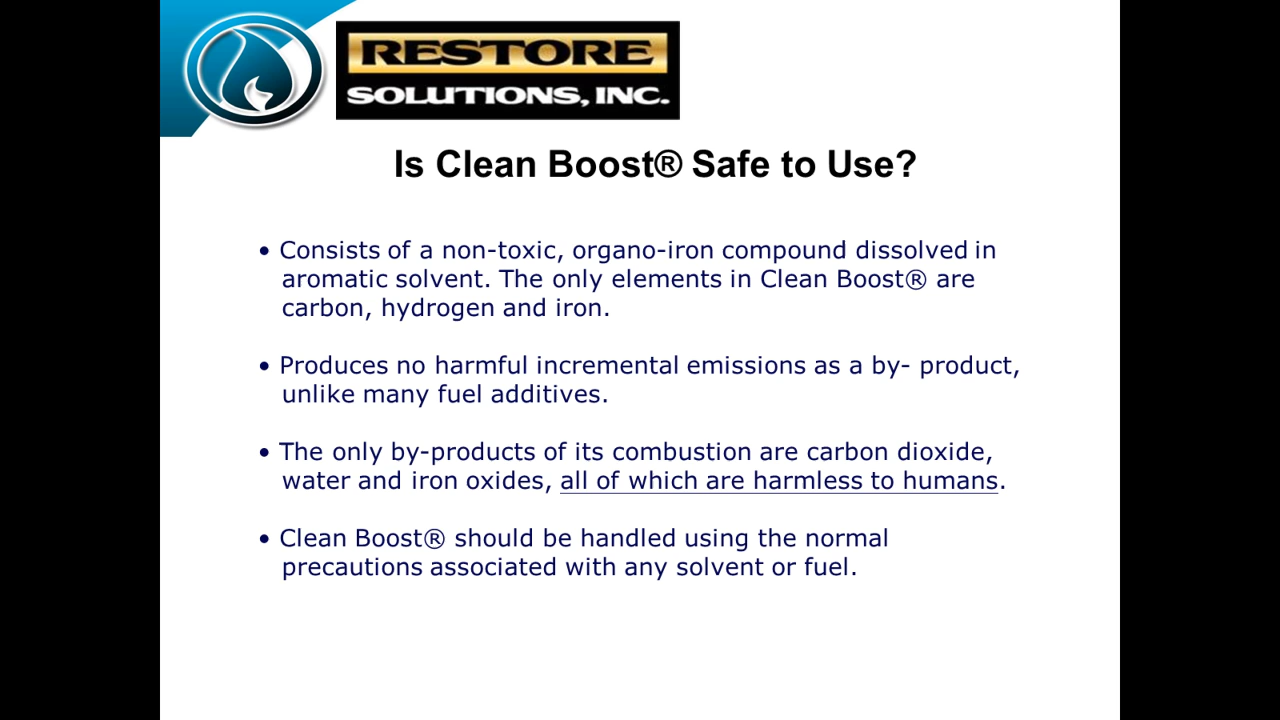 RESTORE
SOLUTIONS, INC.
Is Clean Boost® Safe to Use?
• Consists of a non-toxic, organo-iron compound dissolved in
aromatic solvent. The only elements in Clean Boost® are
carbon, hydrogen and iron.
• Produces no harmful incremental emissions as a by- product,
unlike many fuel additives.
• The only by-products of its combustion are carbon dioxide,
water and iron oxides, all of which are harmless to humans.
• Clean Boost® should be handled using the normal
precautions associated with any solvent or fuel.